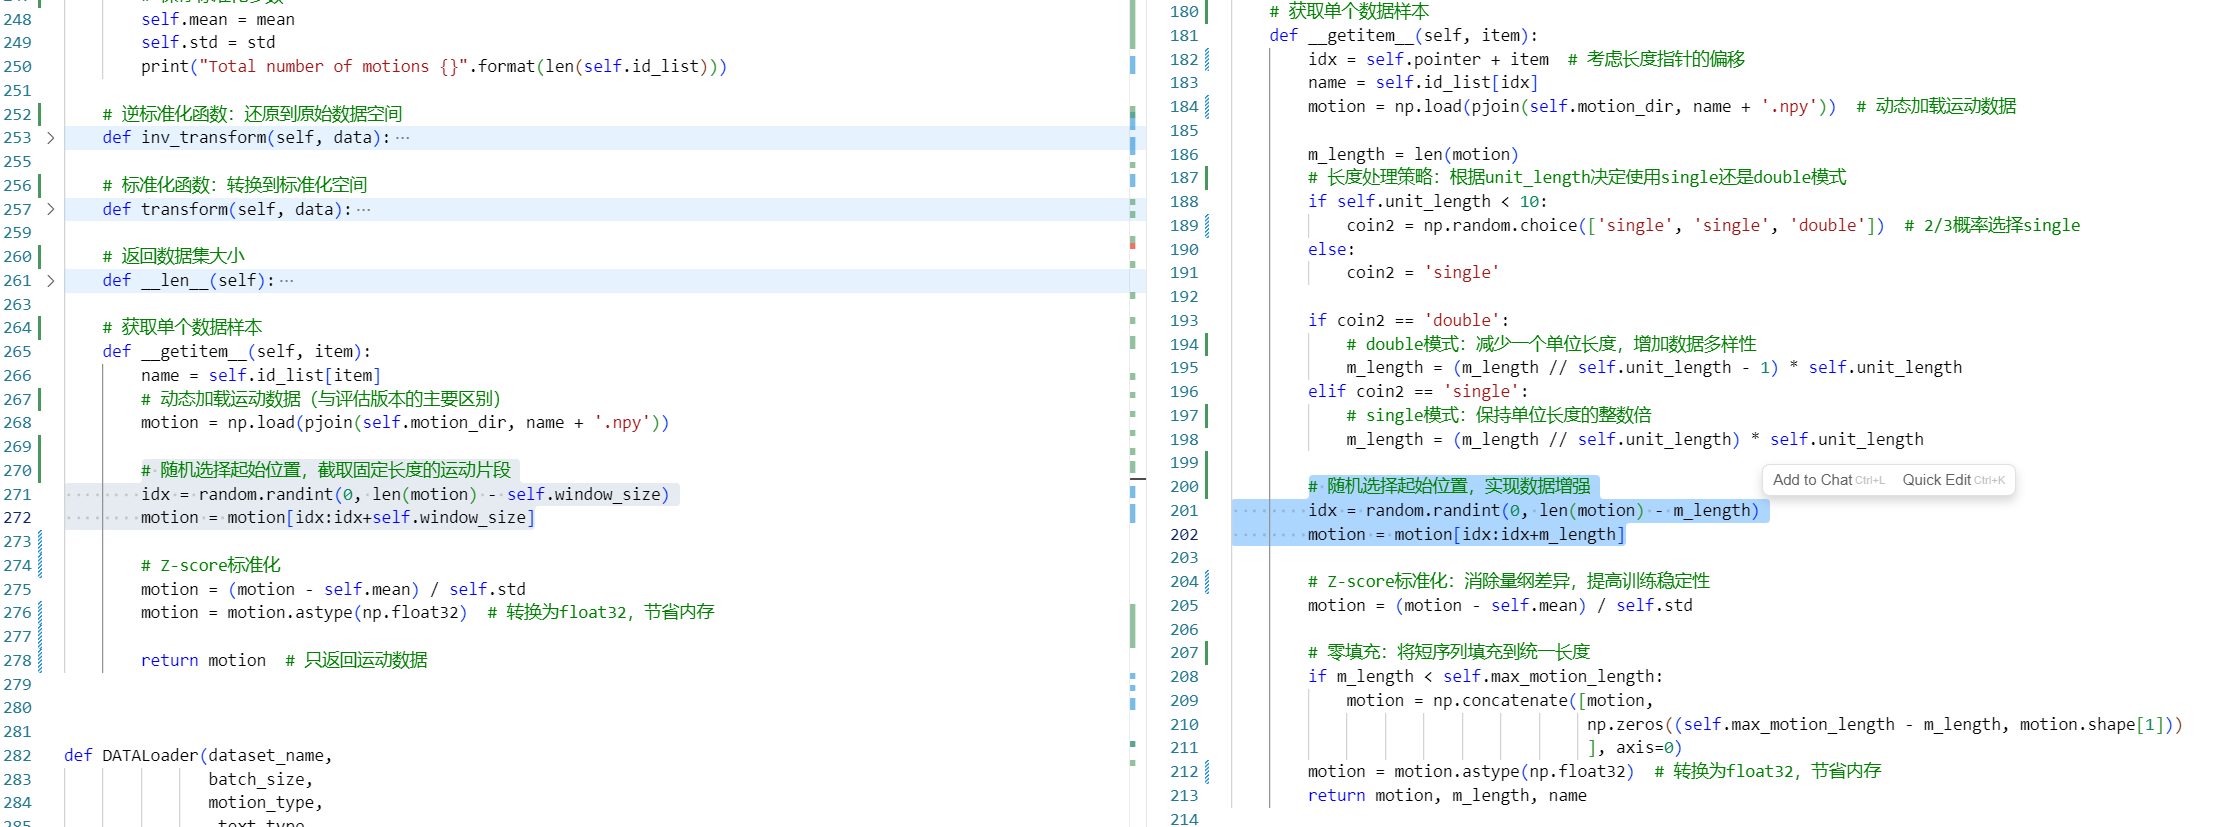 248 self.mean = mean
249 self.std = std
250 print("Total number of motions {}".format(len(self.id_list)))
251
252 # 逆标准化函数：还原到原始数据空间
253 def inv_transform(self, data): ···
255
256 # 标准化函数：转换到标准化空间
257 def transform(self, data): ···
259
260 # 返回数据集大小
261 def __len__(self): ···
263
264 # 获取单个数据样本
265 def __getitem__(self, item):
266 name = self.id_list[item]
267 # 动态加载运动数据（与评估版本的主要区别）
268 motion = np.load(pjoin(self.motion_dir, name + '.npy'))
269
270 # 随机选择起始位置，截取固定长度的运动片段
271 idx = random.randint(0, len(motion) - self.window_size)
272 motion = motion[idx:idx+self.window_size]
273
274 # Z-score标准化
275 motion = (motion - self.mean) / self.std
276 motion = motion.astype(np.float32)  # 转换为float32，节省内存
277
278 return motion  # 只返回运动数据
279
280
281
282 def DATALoader(dataset_name,
283 batch_size,
284 motion_type,
285 text_type,
180 # 获取单个数据样本
181 def __getitem__(self, item):
182 idx = self.pointer + item  # 考虑长度指针的偏移
183 name = self.id_list[idx]
184 motion = np.load(pjoin(self.motion_dir, name + '.npy'))  # 动态加载运动数据
185
186 m_length = len(motion)
187 # 长度处理策略：根据unit_length决定使用single还是double模式
188 if self.unit_length < 10:
189 coin2 = np.random.choice(['single', 'single', 'double'])  # 2/3概率选择single
190 else:
191 coin2 = 'single'
192
193 if coin2 == 'double':
194 # double模式：减少一个单位长度，增加数据多样性
195 m_length = (m_length // self.unit_length - 1) * self.unit_length
196 elif coin2 == 'single':
197 # single模式：保持单位长度的整数倍
198 m_length = (m_length // self.unit_length) * self.unit_length
199
Add to Chat Ctrl+L Quick Edit Ctrl+K
200 # 随机选择起始位置，实现数据增强
201 idx = random.randint(0, len(motion) - m_length)
202 motion = motion[idx:idx+m_length]
203
204 # Z-score标准化：消除量纲差异，提高训练稳定性
205 motion = (motion - self.mean) / self.std
206
207 # 零填充：将短序列填充到统一长度
208 if m_length < self.max_motion_length:
209 motion = np.concatenate([motion,
210 np.zeros((self.max_motion_length - m_length, motion.shape[1]))
211 ], axis=0)
212 motion = motion.astype(np.float32)  # 转换为float32，节省内存
213 return motion, m_length, name
214